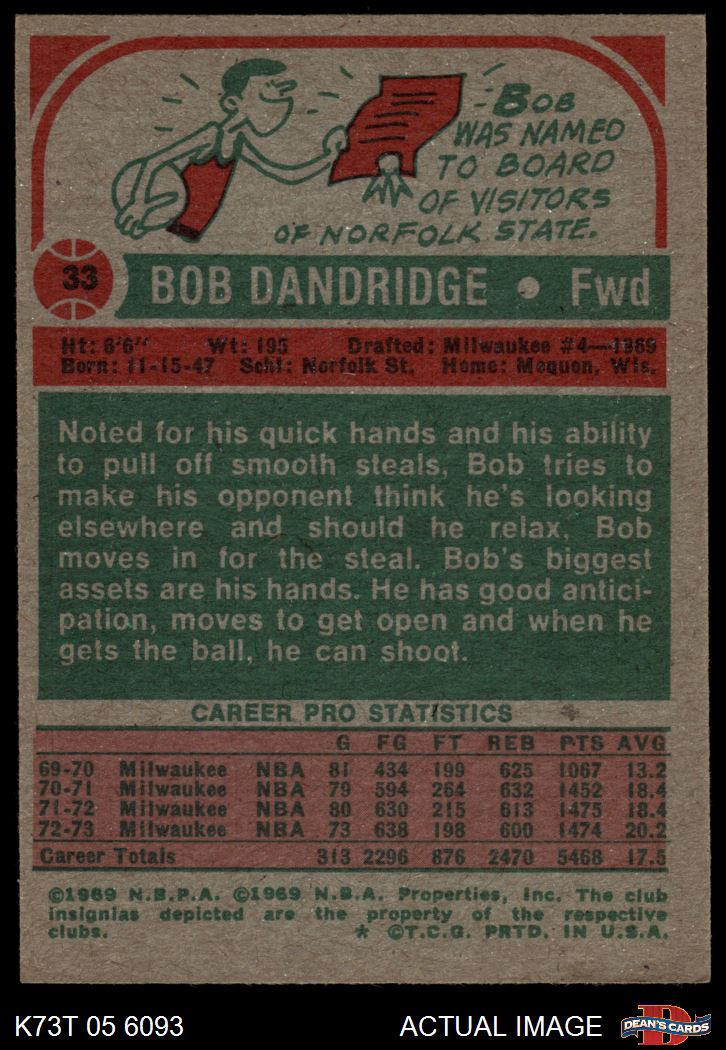 BOB
WAS NAMED
TO BOARD
OF VISITORS
OF NORFOLK STATE.
33 BOB DANDRIDGE • Fwd
Ht: 6'6" Wt: 195 Drafted: Milwaukee #4—1969
Born: 11-15-47 Schl: Norfolk St. Home: Mequon, Wis.
Noted for his quick hands and his ability
to pull off smooth steals, Bob tries to
make his opponent think he's looking
elsewhere and should he relax, Bob
moves in for the steal. Bob's biggest
assets are his hands. He has good antici-
pation, moves to get open and when he
gets the ball, he can shoot.
CAREER PRO STATISTICS
G FG FT REB PTS AVG
69-70 Milwaukee NBA 81 434 199 625 1067 13.2
70-71 Milwaukee NBA 79 594 264 632 1452 18.4
71-72 Milwaukee NBA 80 630 215 613 1475 18.4
72-73 Milwaukee NBA 73 638 198 600 1474 20.2
Career Totals 313 2296 876 2470 5468 17.5
©1969 N.B.P.A. ©1969 N.B.A. Properties, Inc. The club
insignias depicted are the property of the respective
clubs. * ©T.C.G. PRTD. IN U.S.A.
K73T 05 6093 ACTUAL IMAGE DEAN'S CARDS